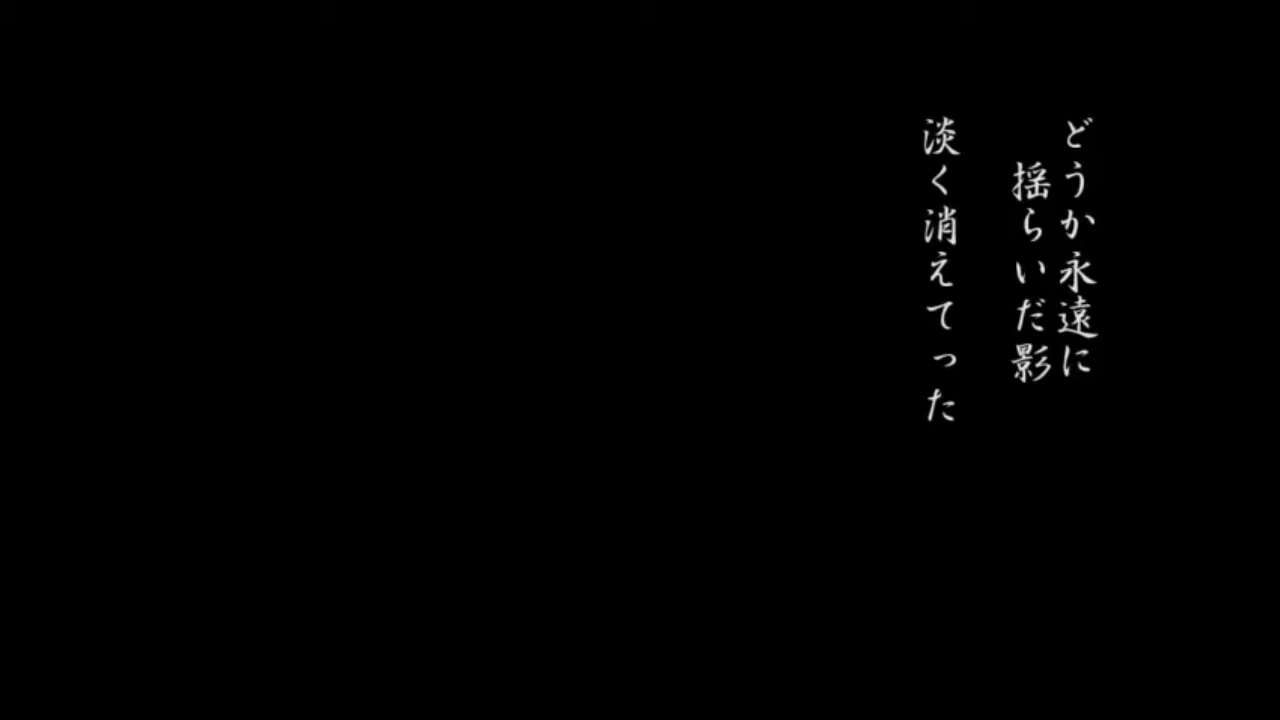 どうか永遠に
揺らいだ影
淡く消えてった